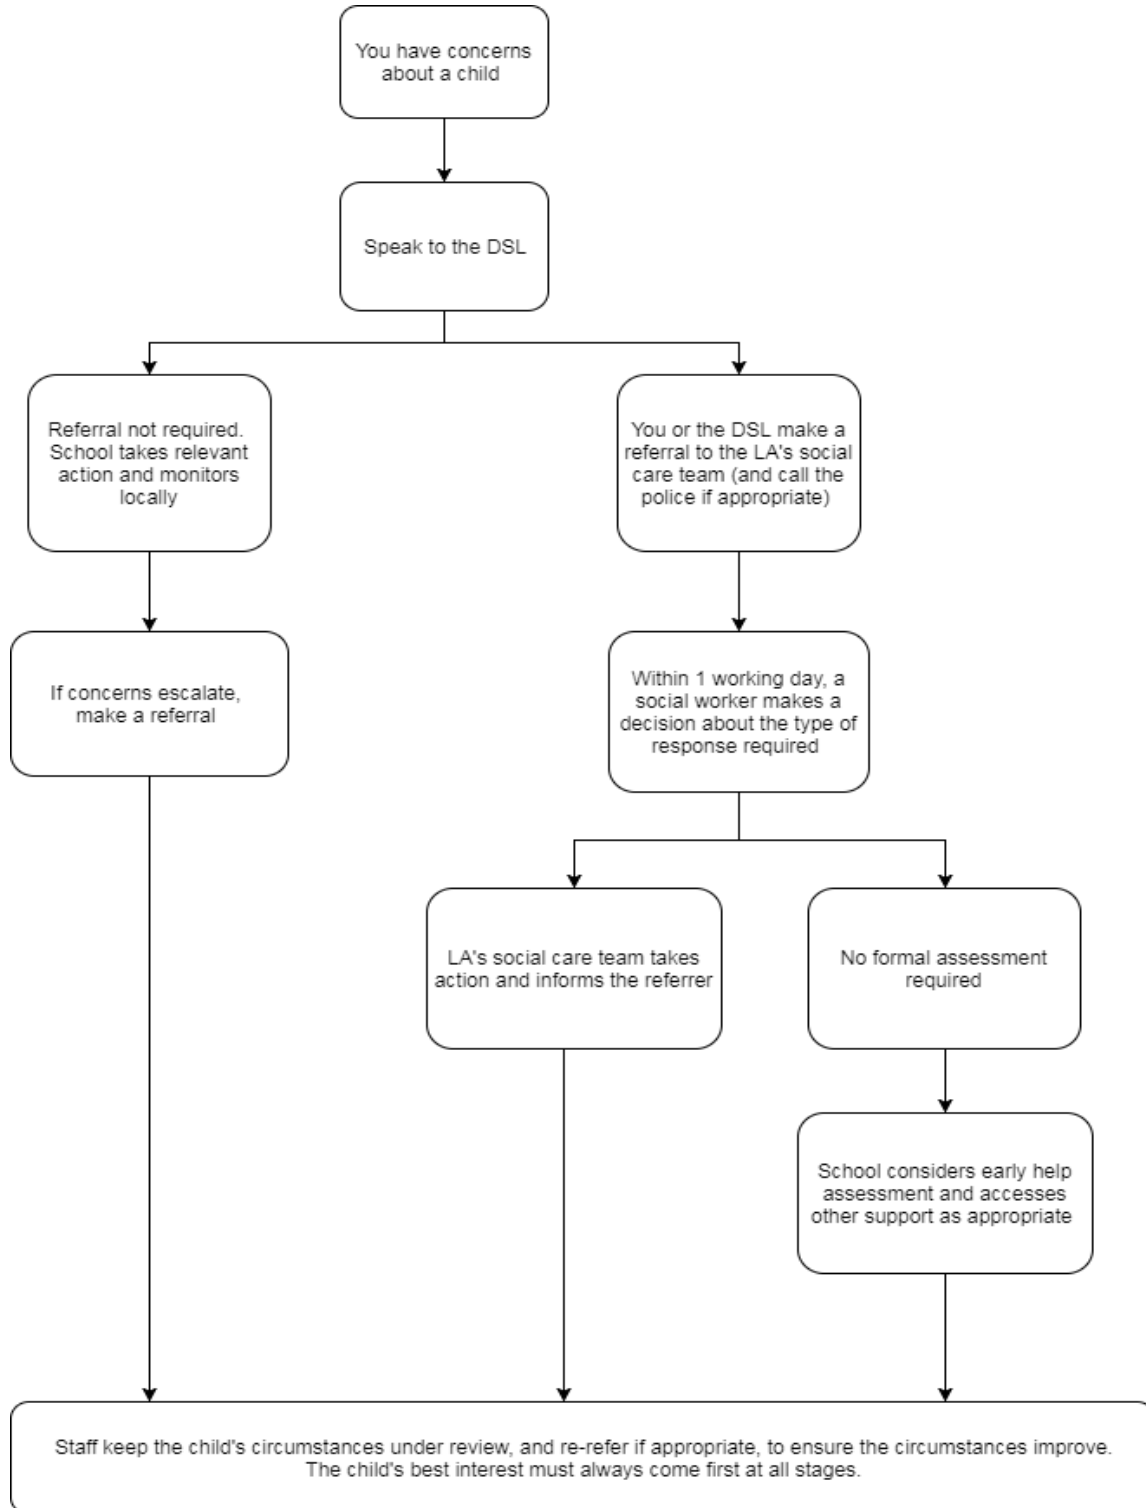 You have concerns
about a child
Speak to the DSL
Referral not required.
School takes relevant
action and monitors
locally
You or the DSL make a
referral to the LA's social
care team (and call the
police if appropriate)
If concerns escalate,
make a referral
Within 1 working day, a
social worker makes a
decision about the type of
response required
LA's social care team takes
action and informs the referrer
No formal assessment
required
School considers early help
assessment and accesses
other support as appropriate
Staff keep the child's circumstances under review, and re-refer if appropriate, to ensure the circumstances improve.
The child's best interest must always come first at all stages.